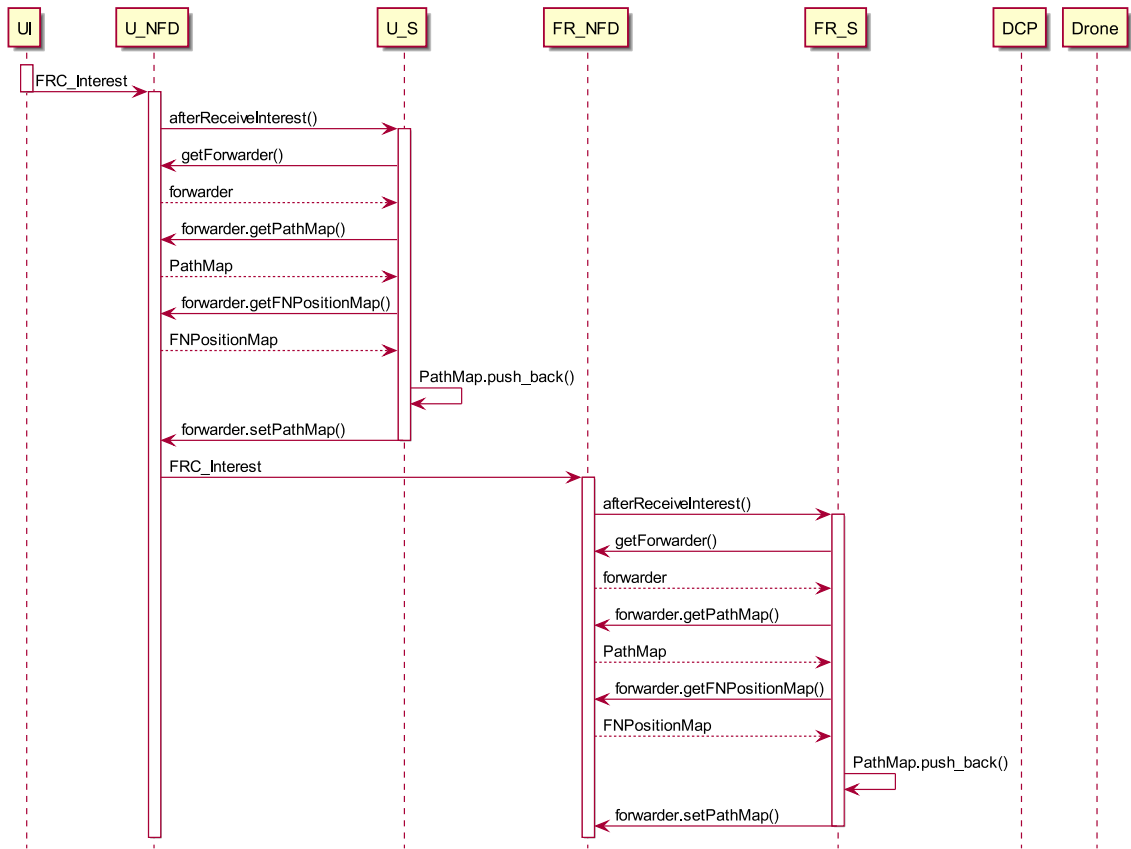 UI
U_NFD
U_S
FR_NFD
FR_S
DCP
Drone
FRC_Interest
afterReceiveInterest()
getForwarder()
forwarder
forwarder.getPathMap()
PathMap
forwarder.getFNPositionMap()
FNPositionMap
PathMap.push_back()
forwarder.setPathMap()
FRC_Interest
afterReceiveInterest()
getForwarder()
forwarder
forwarder.getPathMap()
PathMap
forwarder.getFNPositionMap()
FNPositionMap
PathMap.push_back()
forwarder.setPathMap()